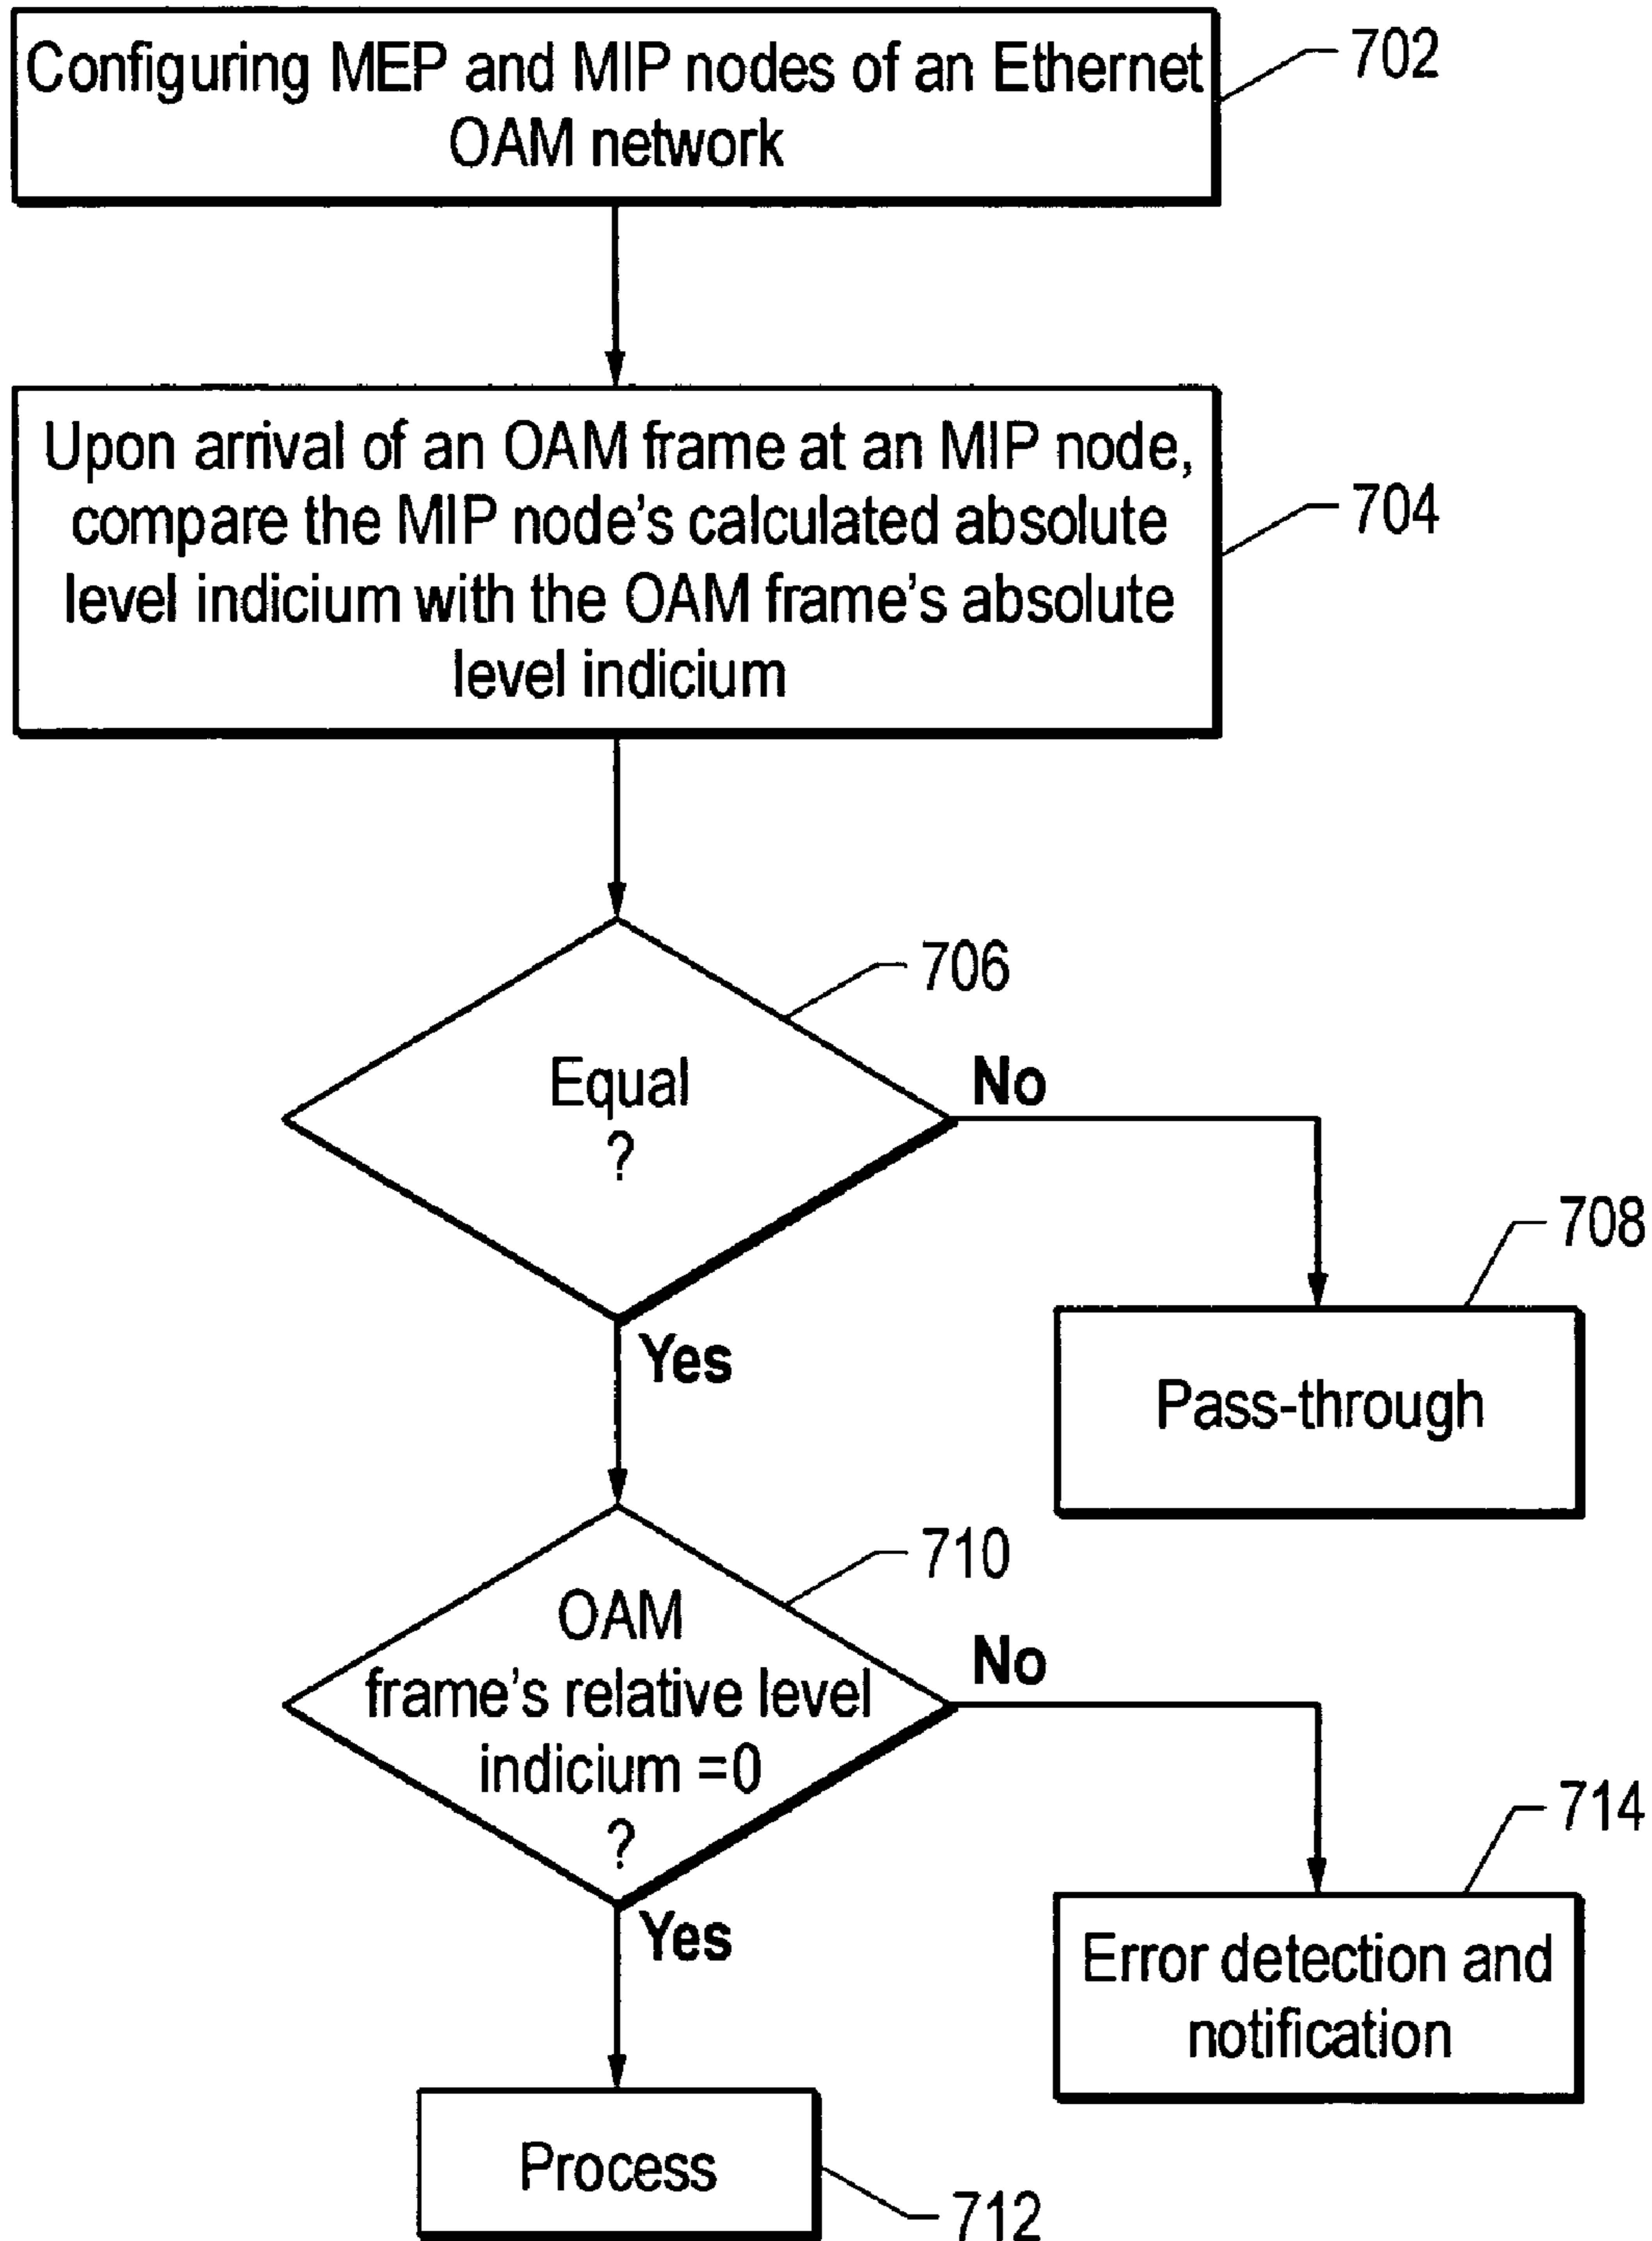 Configuring MEP and MIP nodes of an Ethernet
OAM network
702
Upon arrival of an OAM frame at an MIP node,
compare the MIP node's calculated absolute
level indicium with the OAM frame's absolute
level indicium
704
706
Equal
?
No
Yes
708
Pass-through
710
OAM
frame's relative level
indicium =0
?
No
Yes
714
Error detection and
notification
Process
712